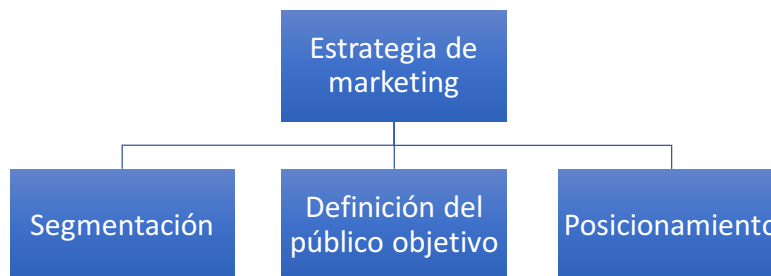 Estrategia de
marketing
Segmentación
Definición del
público objetivo
Posicionamiento